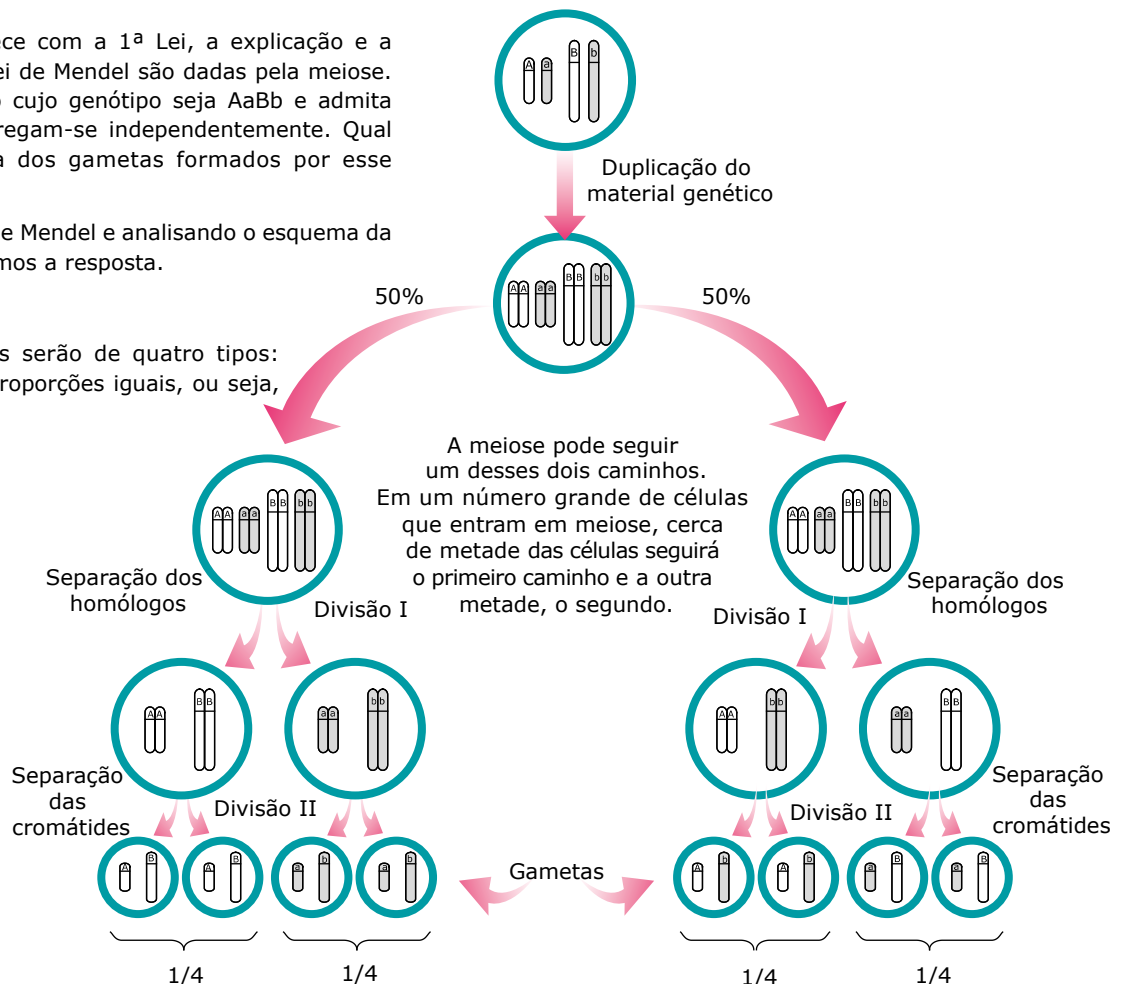 ece com a 1ª Lei, a explicação e a
ei de Mendel são dadas pela meiose.
o cujo genótipo seja AaBb e admita
regam-se independentemente. Qual
a dos gametas formados por esse
e Mendel e analisando o esquema da
mos a resposta.
s serão de quatro tipos:
roporções iguais, ou seja,
A a B b
Duplicação do
material genético
A A a a B B b b
50%
50%
A meiose pode seguir
um desses dois caminhos.
Em um número grande de células
que entram em meiose, cerca
de metade das células seguirá
o primeiro caminho e a outra
metade, o segundo.
A A a a B B b b
A A a a B B b b
Separação dos
homólogos
Divisão I
Divisão I
Separação dos
homólogos
A A B B
a a b b
A A b b
a a B B
Separação
das
cromátides
Divisão II
Divisão II
Separação
das
cromátides
A B
A B
a b
a b
Gametas
A b
A b
a B
a B
1/4
1/4
1/4
1/4